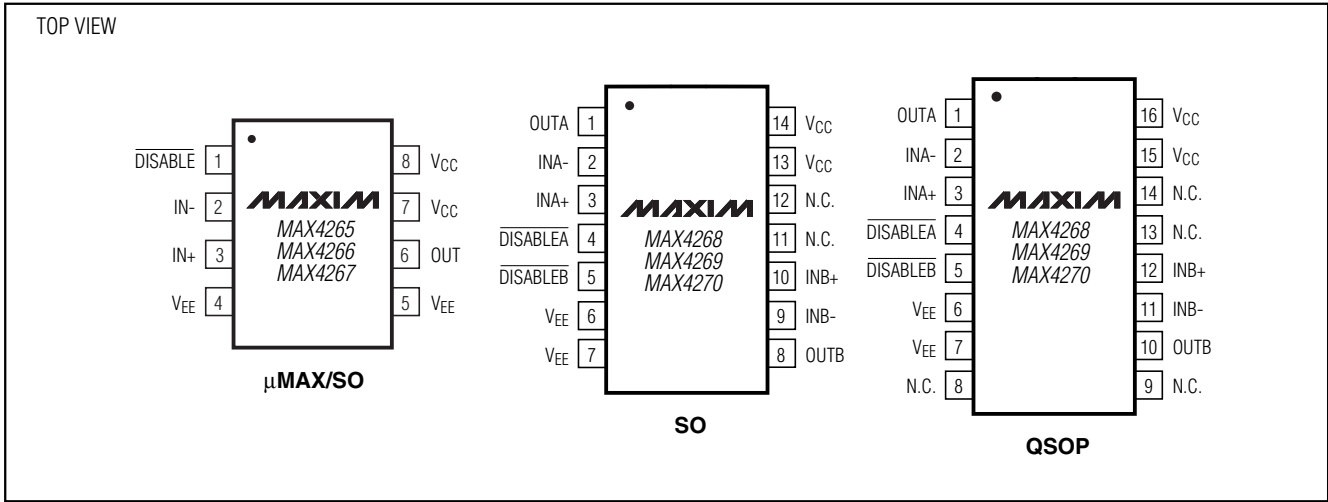 TOP VIEW
DISABLE 1
IN- 2
IN+ 3
VEE 4
8 VCC
7 VCC
6 OUT
5 VEE
MAXIM
MAX4265
MAX4266
MAX4267
μMAX/SO
OUTA 1
INA- 2
INA+ 3
DISABLEA 4
DISABLEB 5
VEE 6
VEE 7
14 VCC
13 VCC
12 N.C.
11 N.C.
10 INB+
9 INB-
8 OUTB
MAXIM
MAX4268
MAX4269
MAX4270
SO
OUTA 1
INA- 2
INA+ 3
DISABLEA 4
DISABLEB 5
VEE 6
VEE 7
N.C. 8
16 VCC
15 VCC
14 N.C.
13 N.C.
12 INB+
11 INB-
10 OUTB
9 N.C.
MAXIM
MAX4268
MAX4269
MAX4270
QSOP